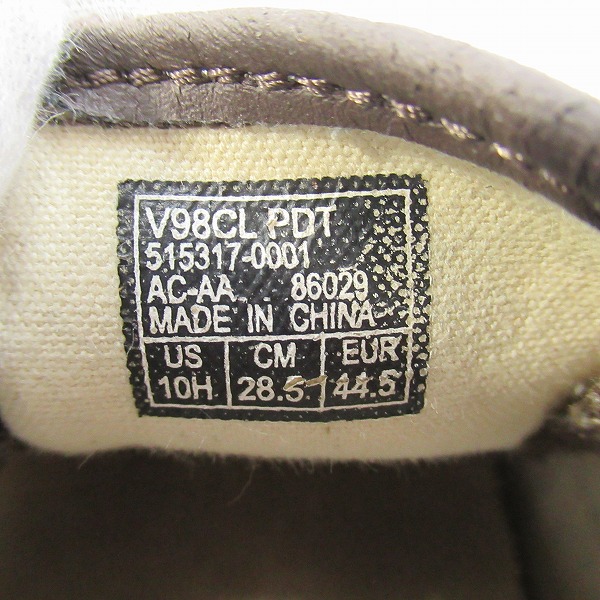 V98CL PDT
515317-0001
AC-AA 86029
MADE IN CHINA
US CM EUR
10H 28.5 44.5